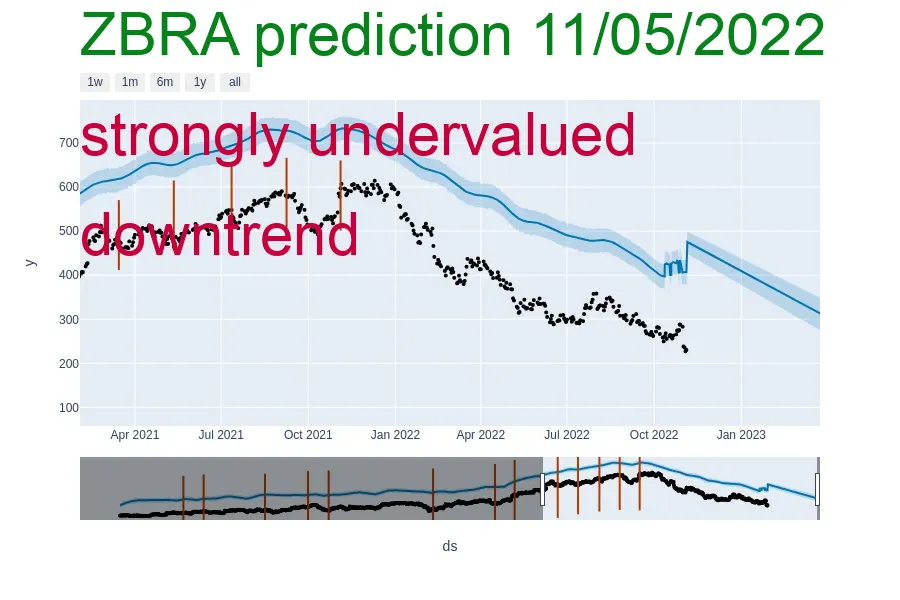 ZBRA prediction 11/05/2022
1w 1m 6m 1y all
strongly undervalued
700
600
downtrend
500
y
400
300
200
100
Apr 2021 Jul 2021 Oct 2021 Jan 2022 Apr 2022 Jul 2022 Oct 2022 Jan 2023
ds